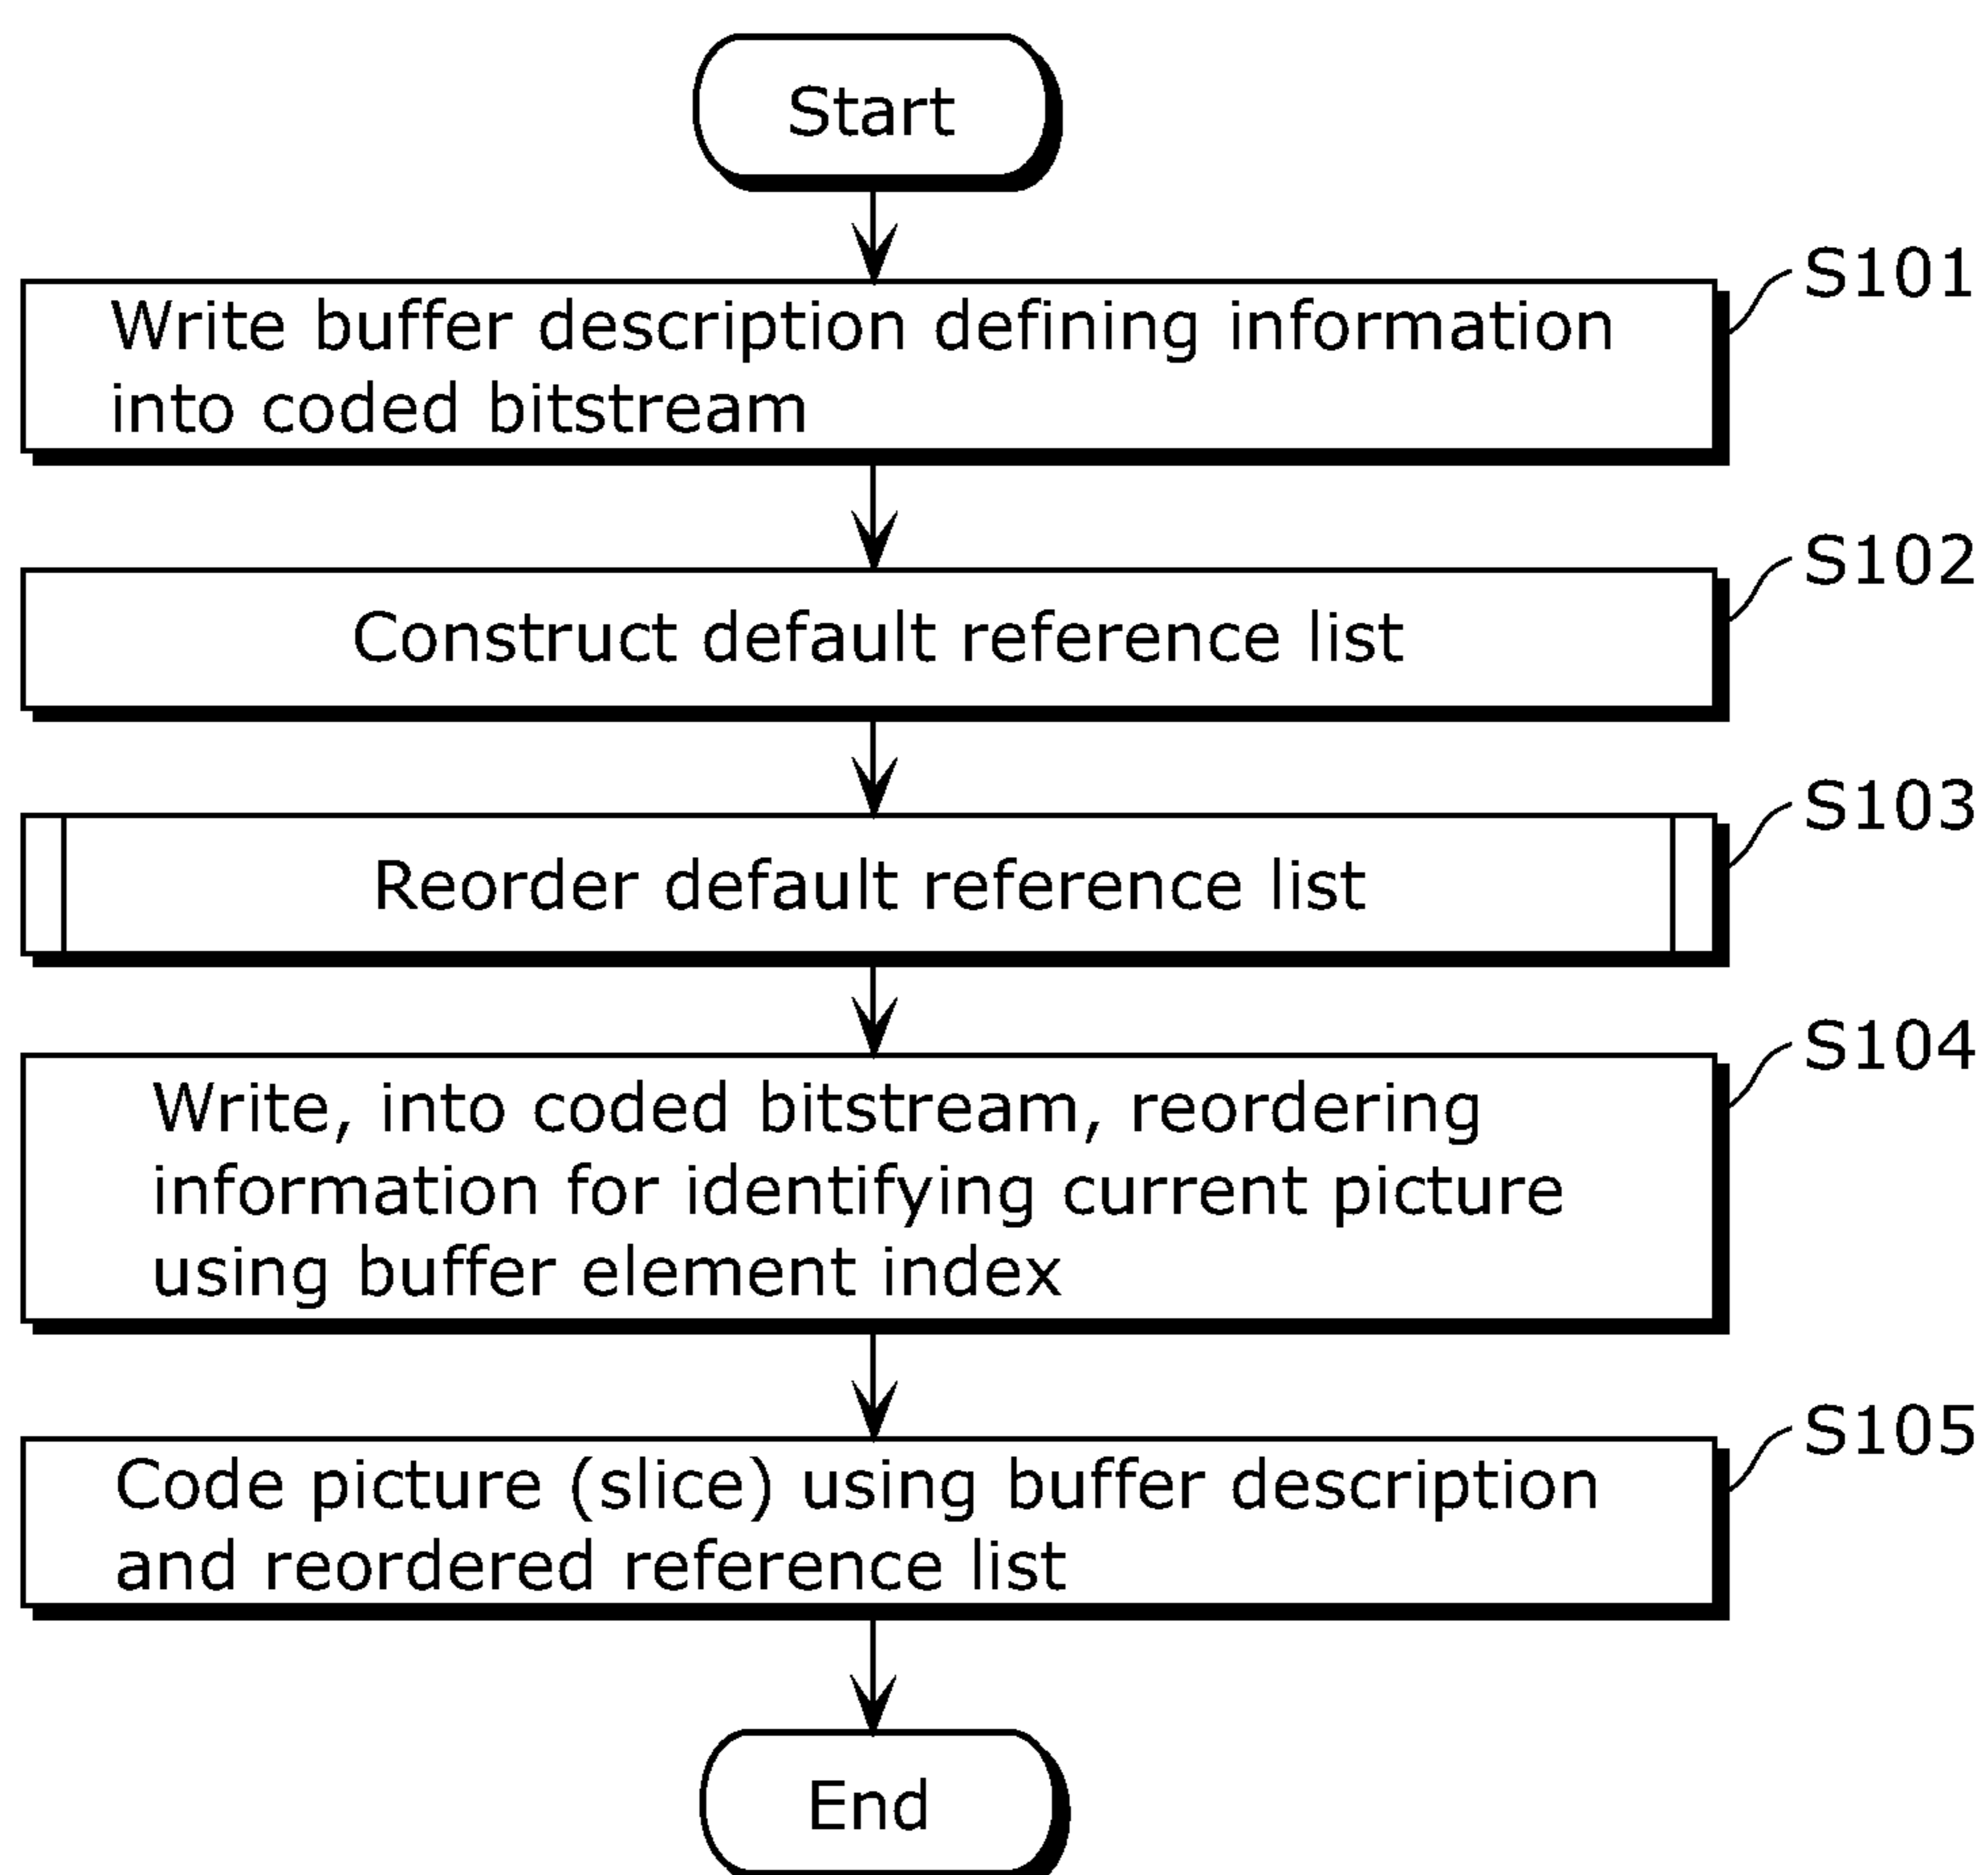 Start
S101
Write buffer description defining information
into coded bitstream
S102
Construct default reference list
S103
Reorder default reference list
S104
Write, into coded bitstream, reordering
information for identifying current picture
using buffer element index
S105
Code picture (slice) using buffer description
and reordered reference list
End